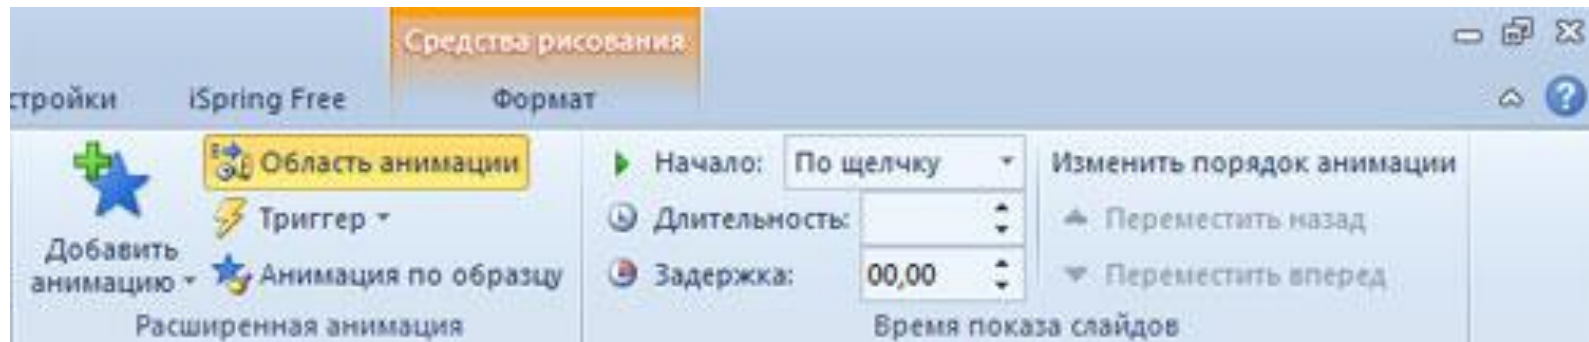 Средства рисования
стройки iSpring Free Формат
Область анимации Начало: По щелчку Изменить порядок анимации
Триггер Длительность: Переместить назад
Добавить анимацию Анимация по образцу Задержка: 00,00 Переместить вперед
Расширенная анимация Время показа слайдов